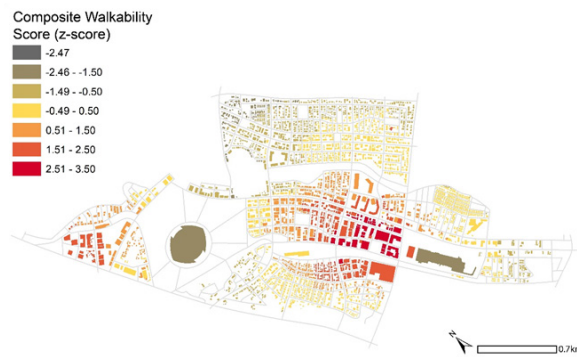 Composite Walkability
Score (z-score)
-2.47
-2.46 - -1.50
-1.49 - -0.50
-0.49 - 0.50
0.51 - 1.50
1.51 - 2.50
2.51 - 3.50
N
0.7km